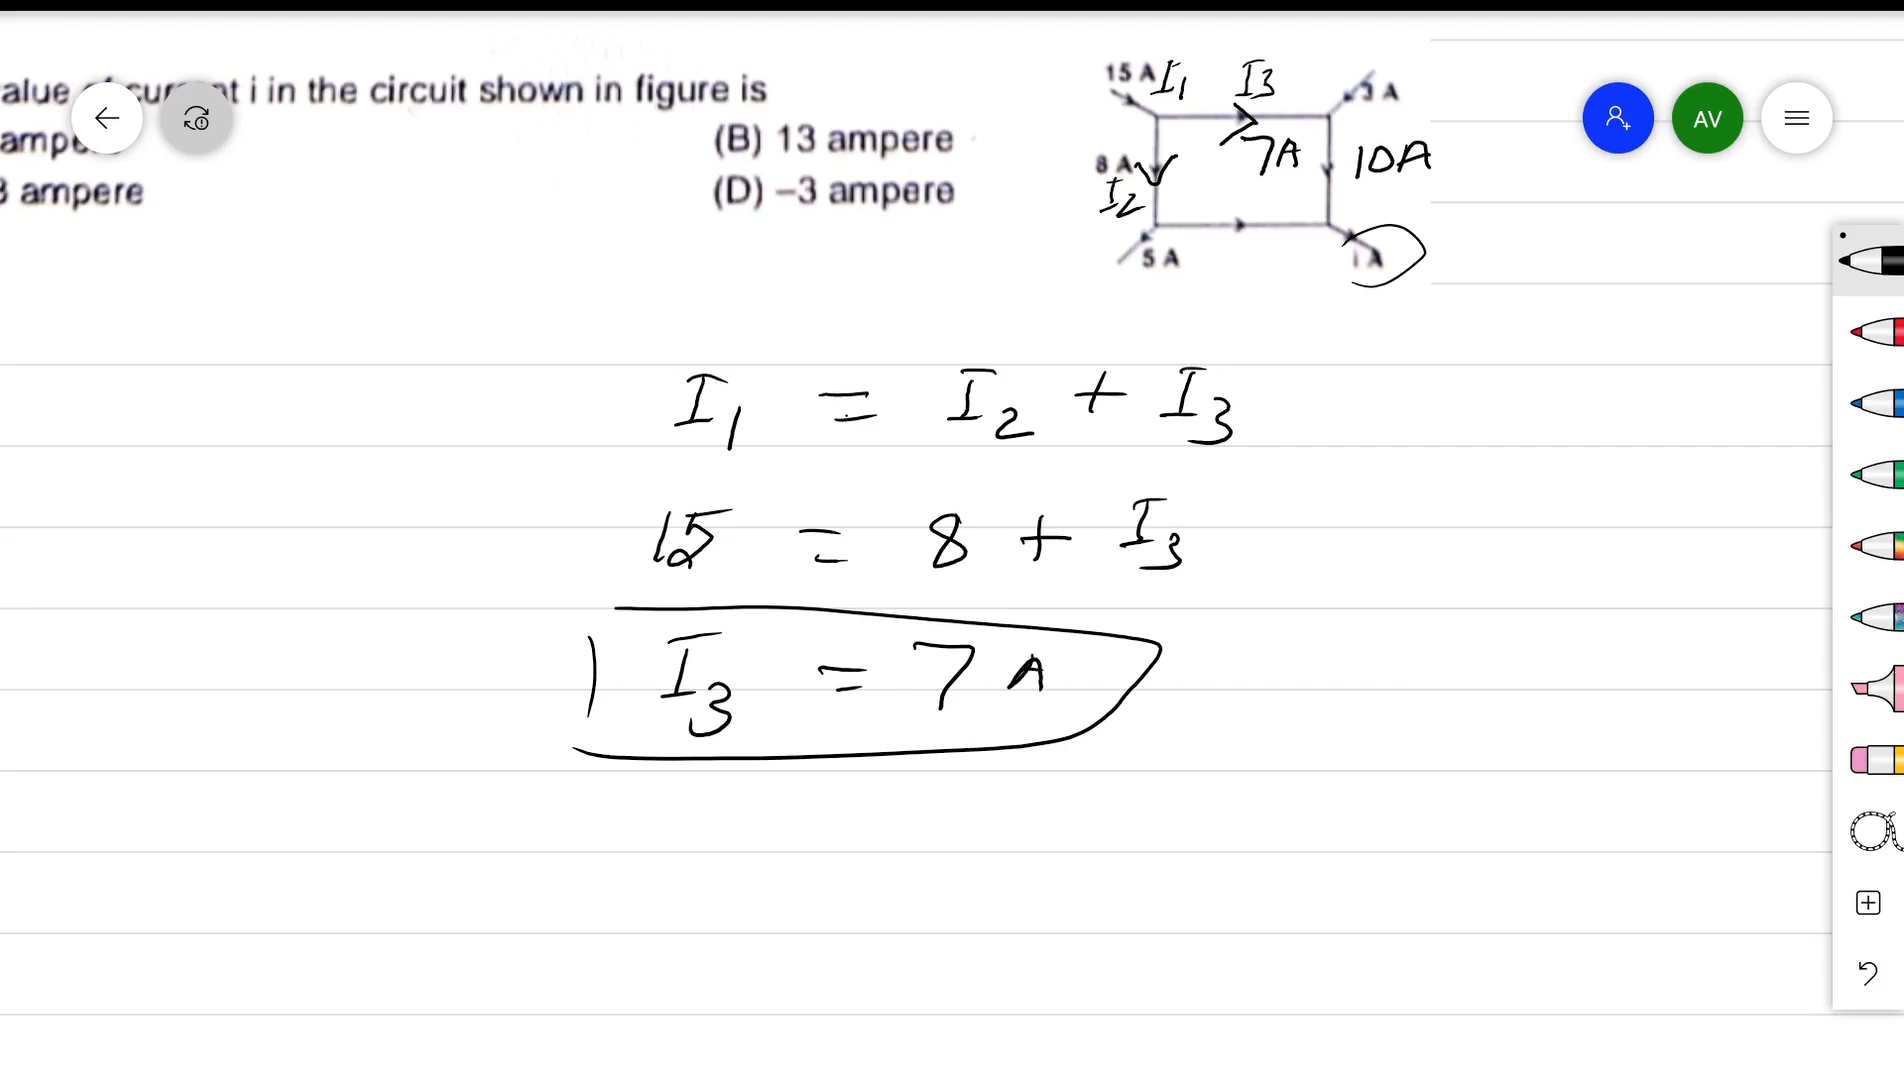 alue of current i in the circuit shown in figure is
ampe
(B) 13 ampere
3 ampere
(D) –3 ampere
15 A I1 I3 3 A
8 A 7A 10A
I2
5 A 1 A
AV
I1 = I2 + I3
15 = 8 + I3
I3 = 7 A